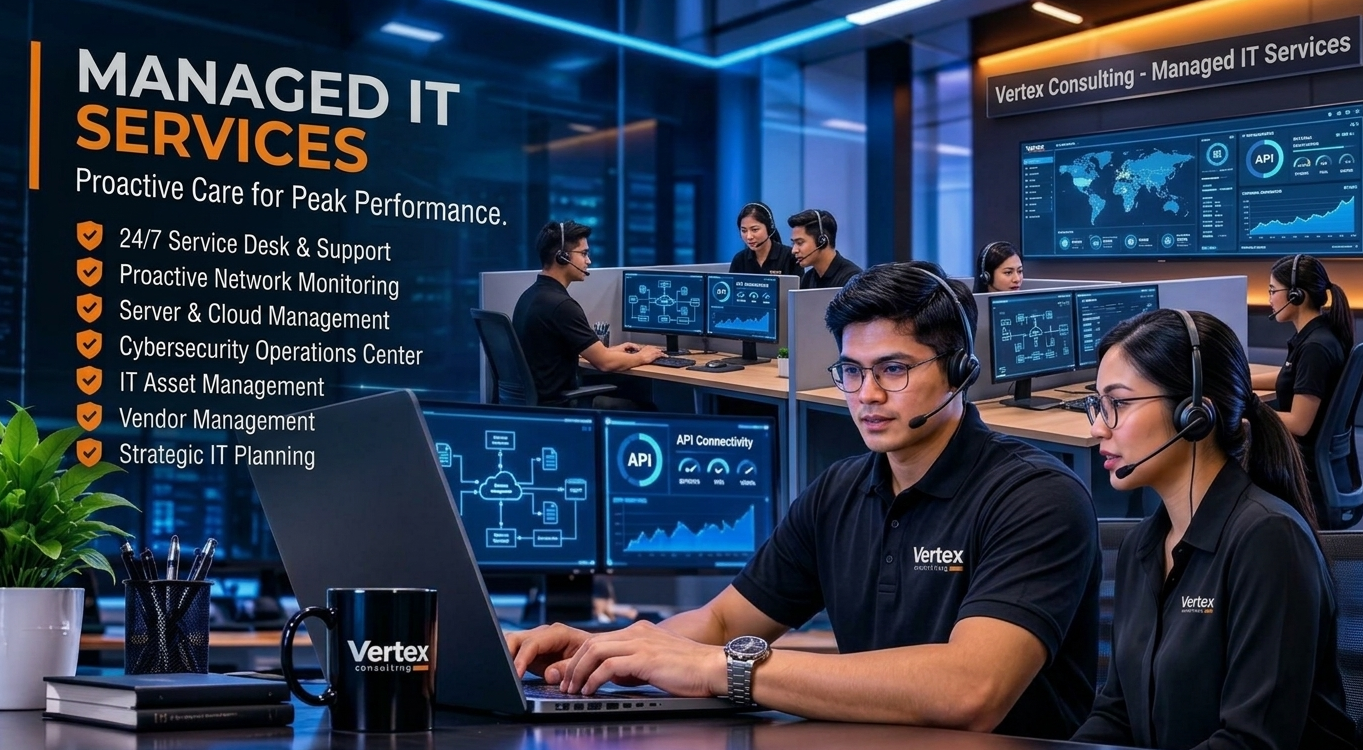 MANAGED IT
SERVICES
Proactive Care for Peak Performance.
24/7 Service Desk & Support
Proactive Network Monitoring
Server & Cloud Management
Cybersecurity Operations Center
IT Asset Management
Vendor Management
Strategic IT Planning
Vertex Consulting - Managed IT Services
API
API
API Connectivity
Vertex
Vertex
Vertex